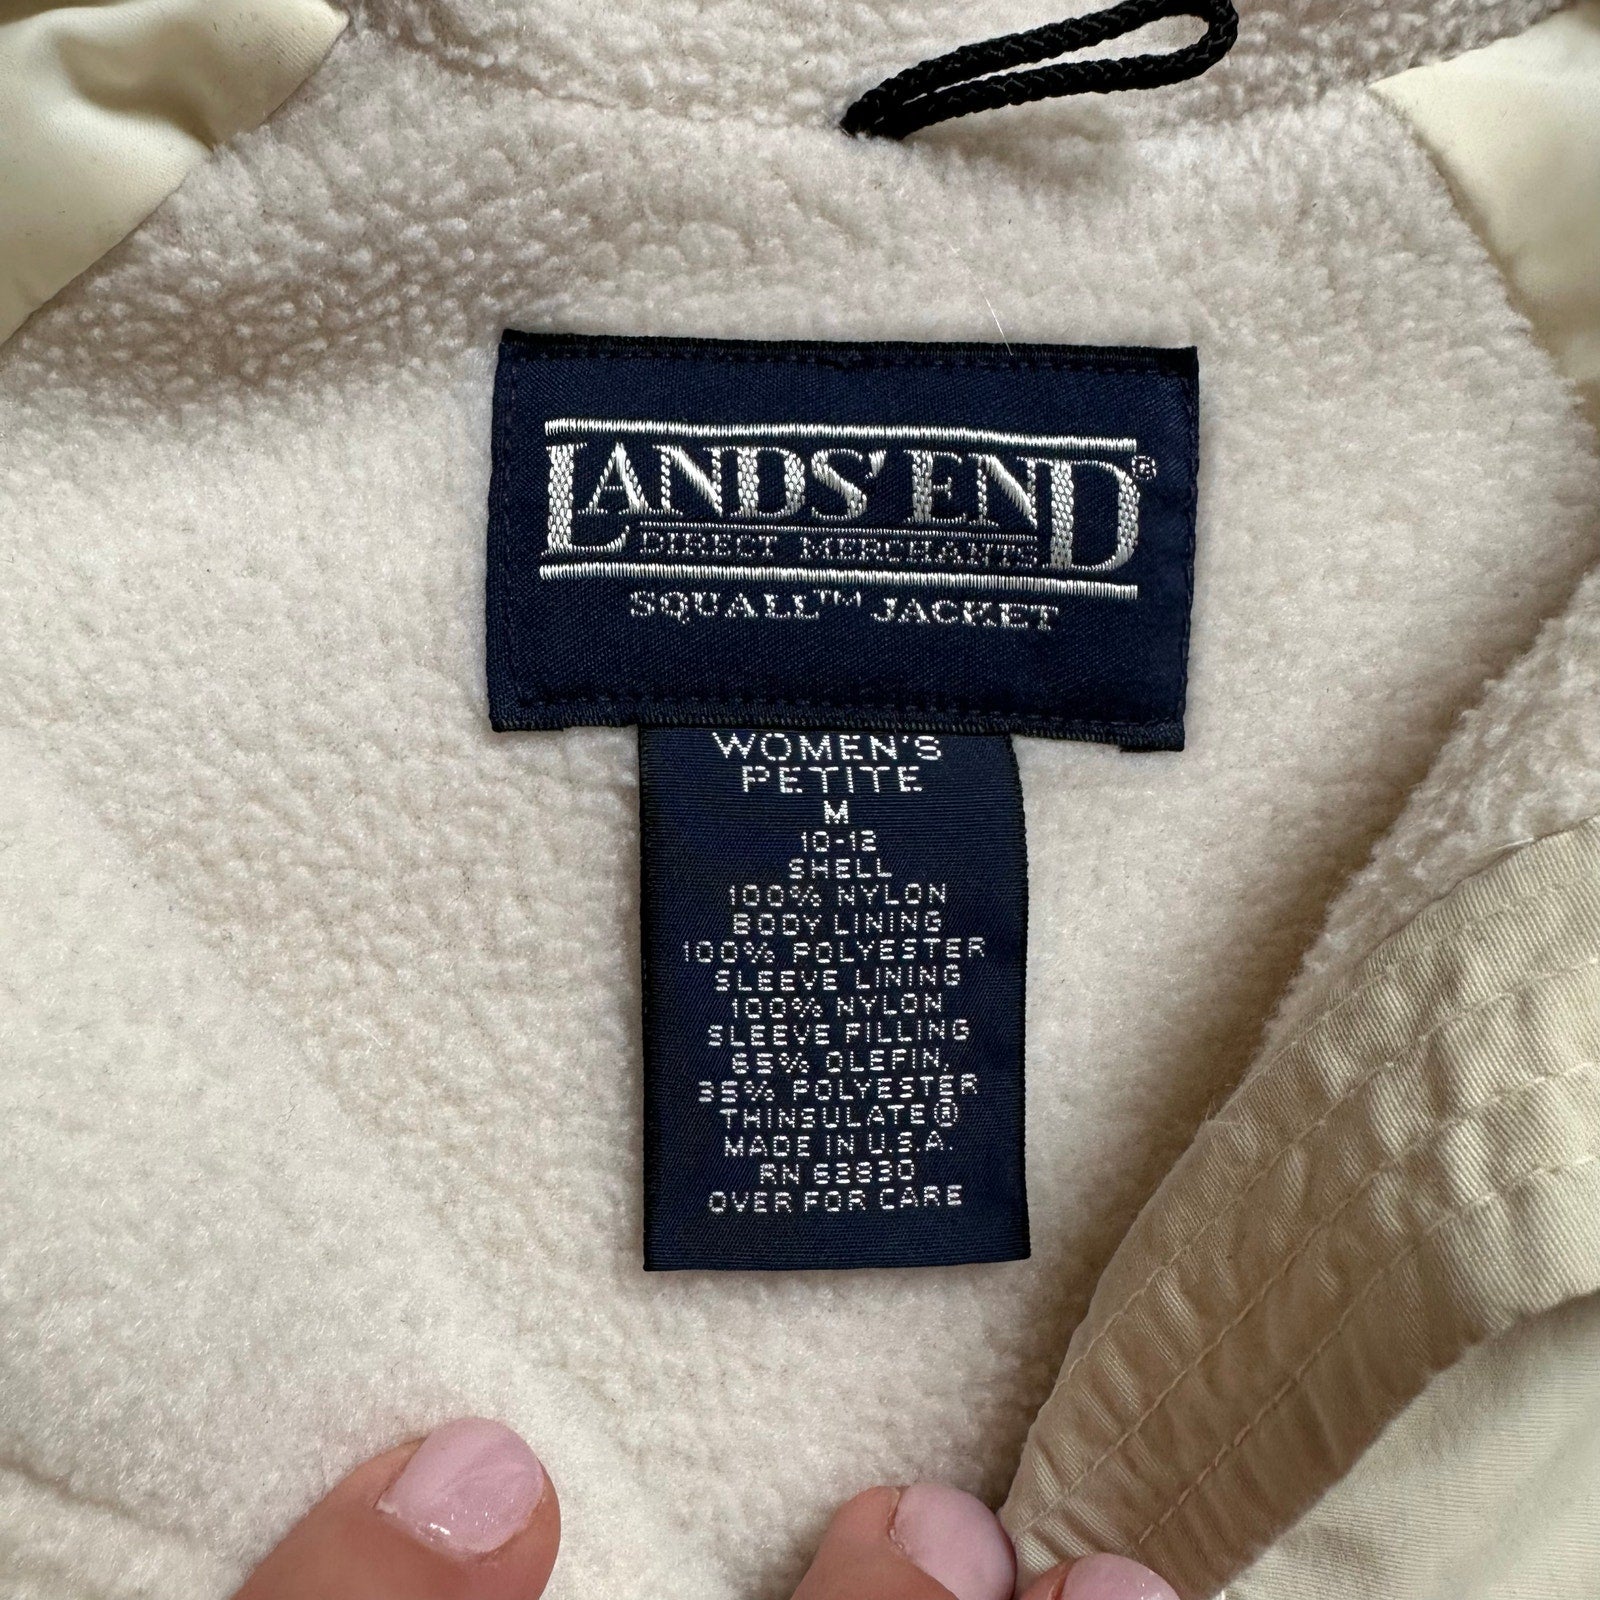 LANDS' END®
DIRECT MERCHANTS
SQUALL™ JACKET
WOMEN'S
PETITE
M
10-12
SHELL
100% NYLON
BODY LINING
100% POLYESTER
SLEEVE LINING
100% NYLON
SLEEVE FILLING
65% OLEFIN,
35% POLYESTER
THINSULATE®
MADE IN U.S.A.
RN 63830
OVER FOR CARE